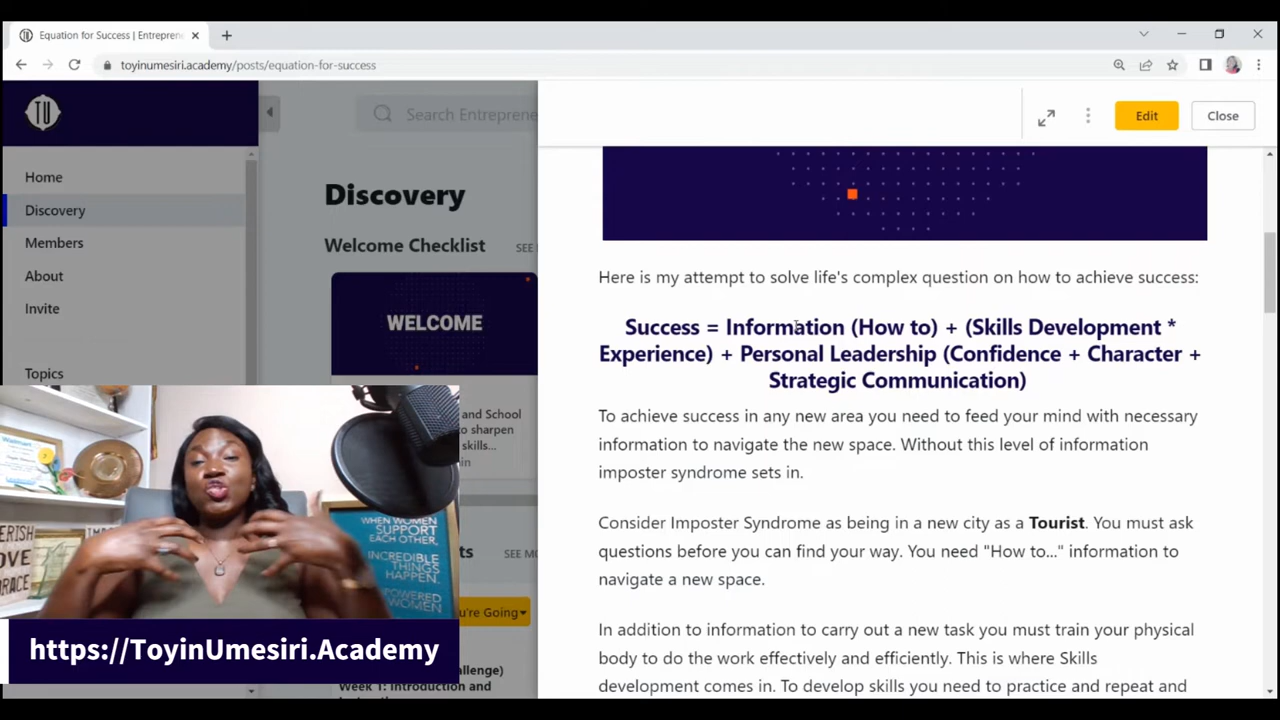 Equation for Success | Entrepren
toyinumesiri.academy/posts/equation-for-success
TU
Search Entreprene
Edit
Close
Home
Discovery
Members
About
Invite
Topics
Discovery
Welcome Checklist
SEE
WELCOME
and School
to sharpen
skills...
in
SEE MO
You're Going
hallenge)
Week 1: Introduction and
Here is my attempt to solve life's complex question on how to achieve success:
Success = Information (How to) + (Skills Development *
Experience) + Personal Leadership (Confidence + Character +
Strategic Communication)
To achieve success in any new area you need to feed your mind with necessary
information to navigate the new space. Without this level of information
imposter syndrome sets in.
Consider Imposter Syndrome as being in a new city as a Tourist. You must ask
questions before you can find your way. You need "How to..." information to
navigate a new space.
In addition to information to carry out a new task you must train your physical
body to do the work effectively and efficiently. This is where Skills
development comes in. To develop skills you need to practice and repeat and
WHEN WOMEN
SUPPORT
EACH OTHER,
INCREDIBLE
THINGS
HAPPEN.
EMPOWERED
WOMEN
https://ToyinUmesiri.Academy